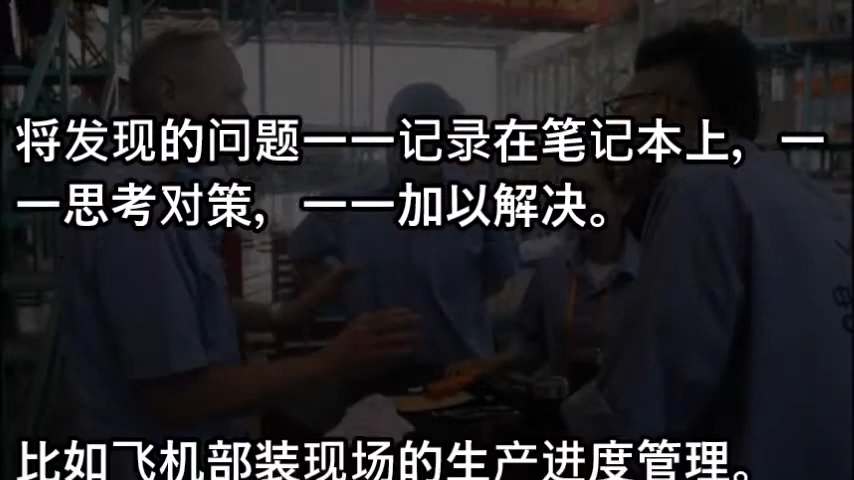 将发现的问题一一记录在笔记本上，一
一思考对策，一一加以解决。
比如飞机部装现场的生产进度管理。